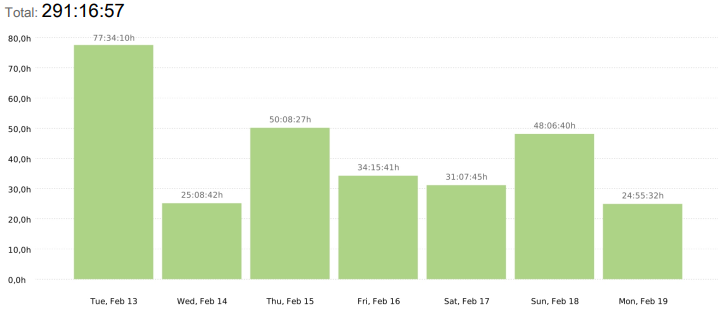 Total: 291:16:57
80,0h
70,0h
60,0h
50,0h
40,0h
30,0h
20,0h
10,0h
0,0h
77:34:10h
25:08:42h
50:08:27h
34:15:41h
31:07:45h
48:06:40h
24:55:32h
Tue, Feb 13
Wed, Feb 14
Thu, Feb 15
Fri, Feb 16
Sat, Feb 17
Sun, Feb 18
Mon, Feb 19